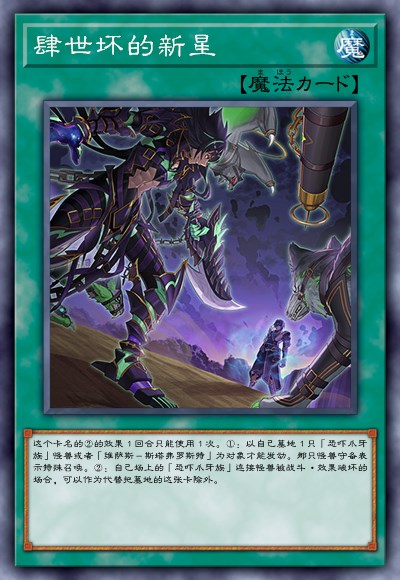 肆世坏的新星
魔
【魔法カード】
ま ほう
这个卡名的②的效果1回合只能使用1次。①：以自己墓地1只「恐吓爪牙
族」怪兽或者「维萨斯－斯塔弗罗斯特」为对象才能发动。那只怪兽守备表
示特殊召唤。②：自己场上的「恐吓爪牙族」连接怪兽被战斗·效果破坏的
场合，可以作为代替把墓地的这张卡除外。